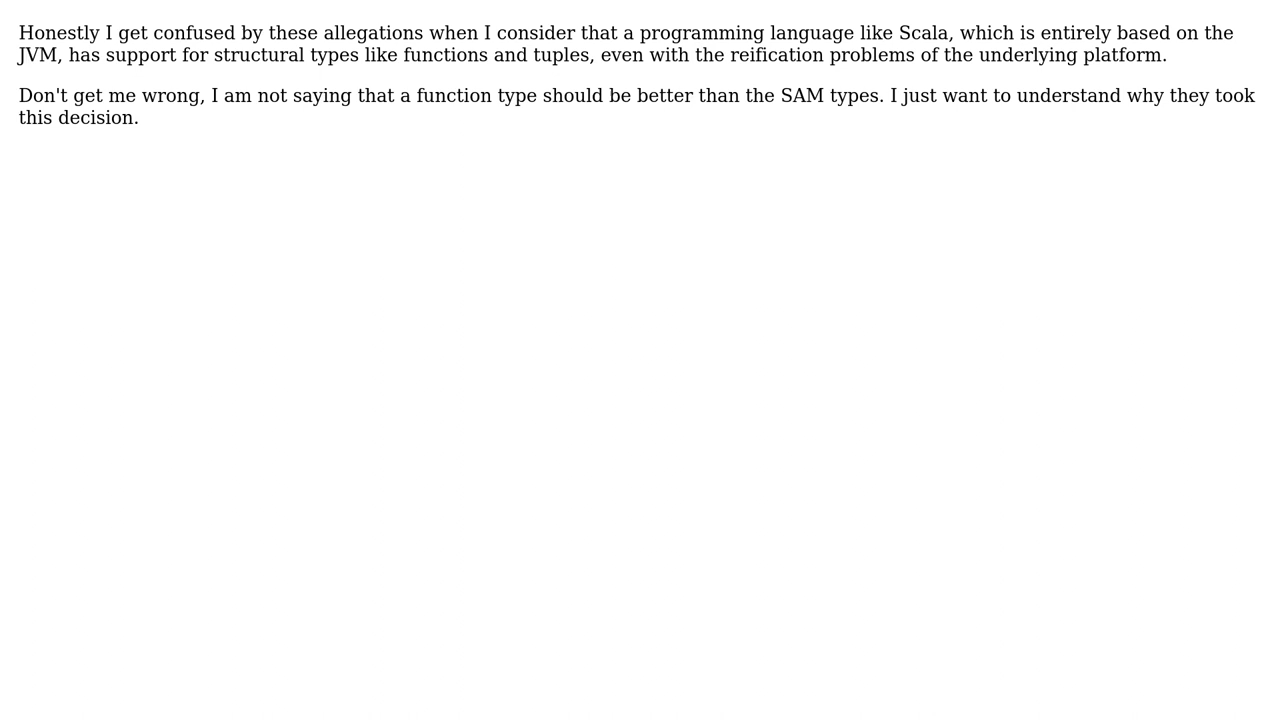 Honestly I get confused by these allegations when I consider that a programming language like Scala, which is entirely based on the
JVM, has support for structural types like functions and tuples, even with the reification problems of the underlying platform.
Don't get me wrong, I am not saying that a function type should be better than the SAM types. I just want to understand why they took
this decision.